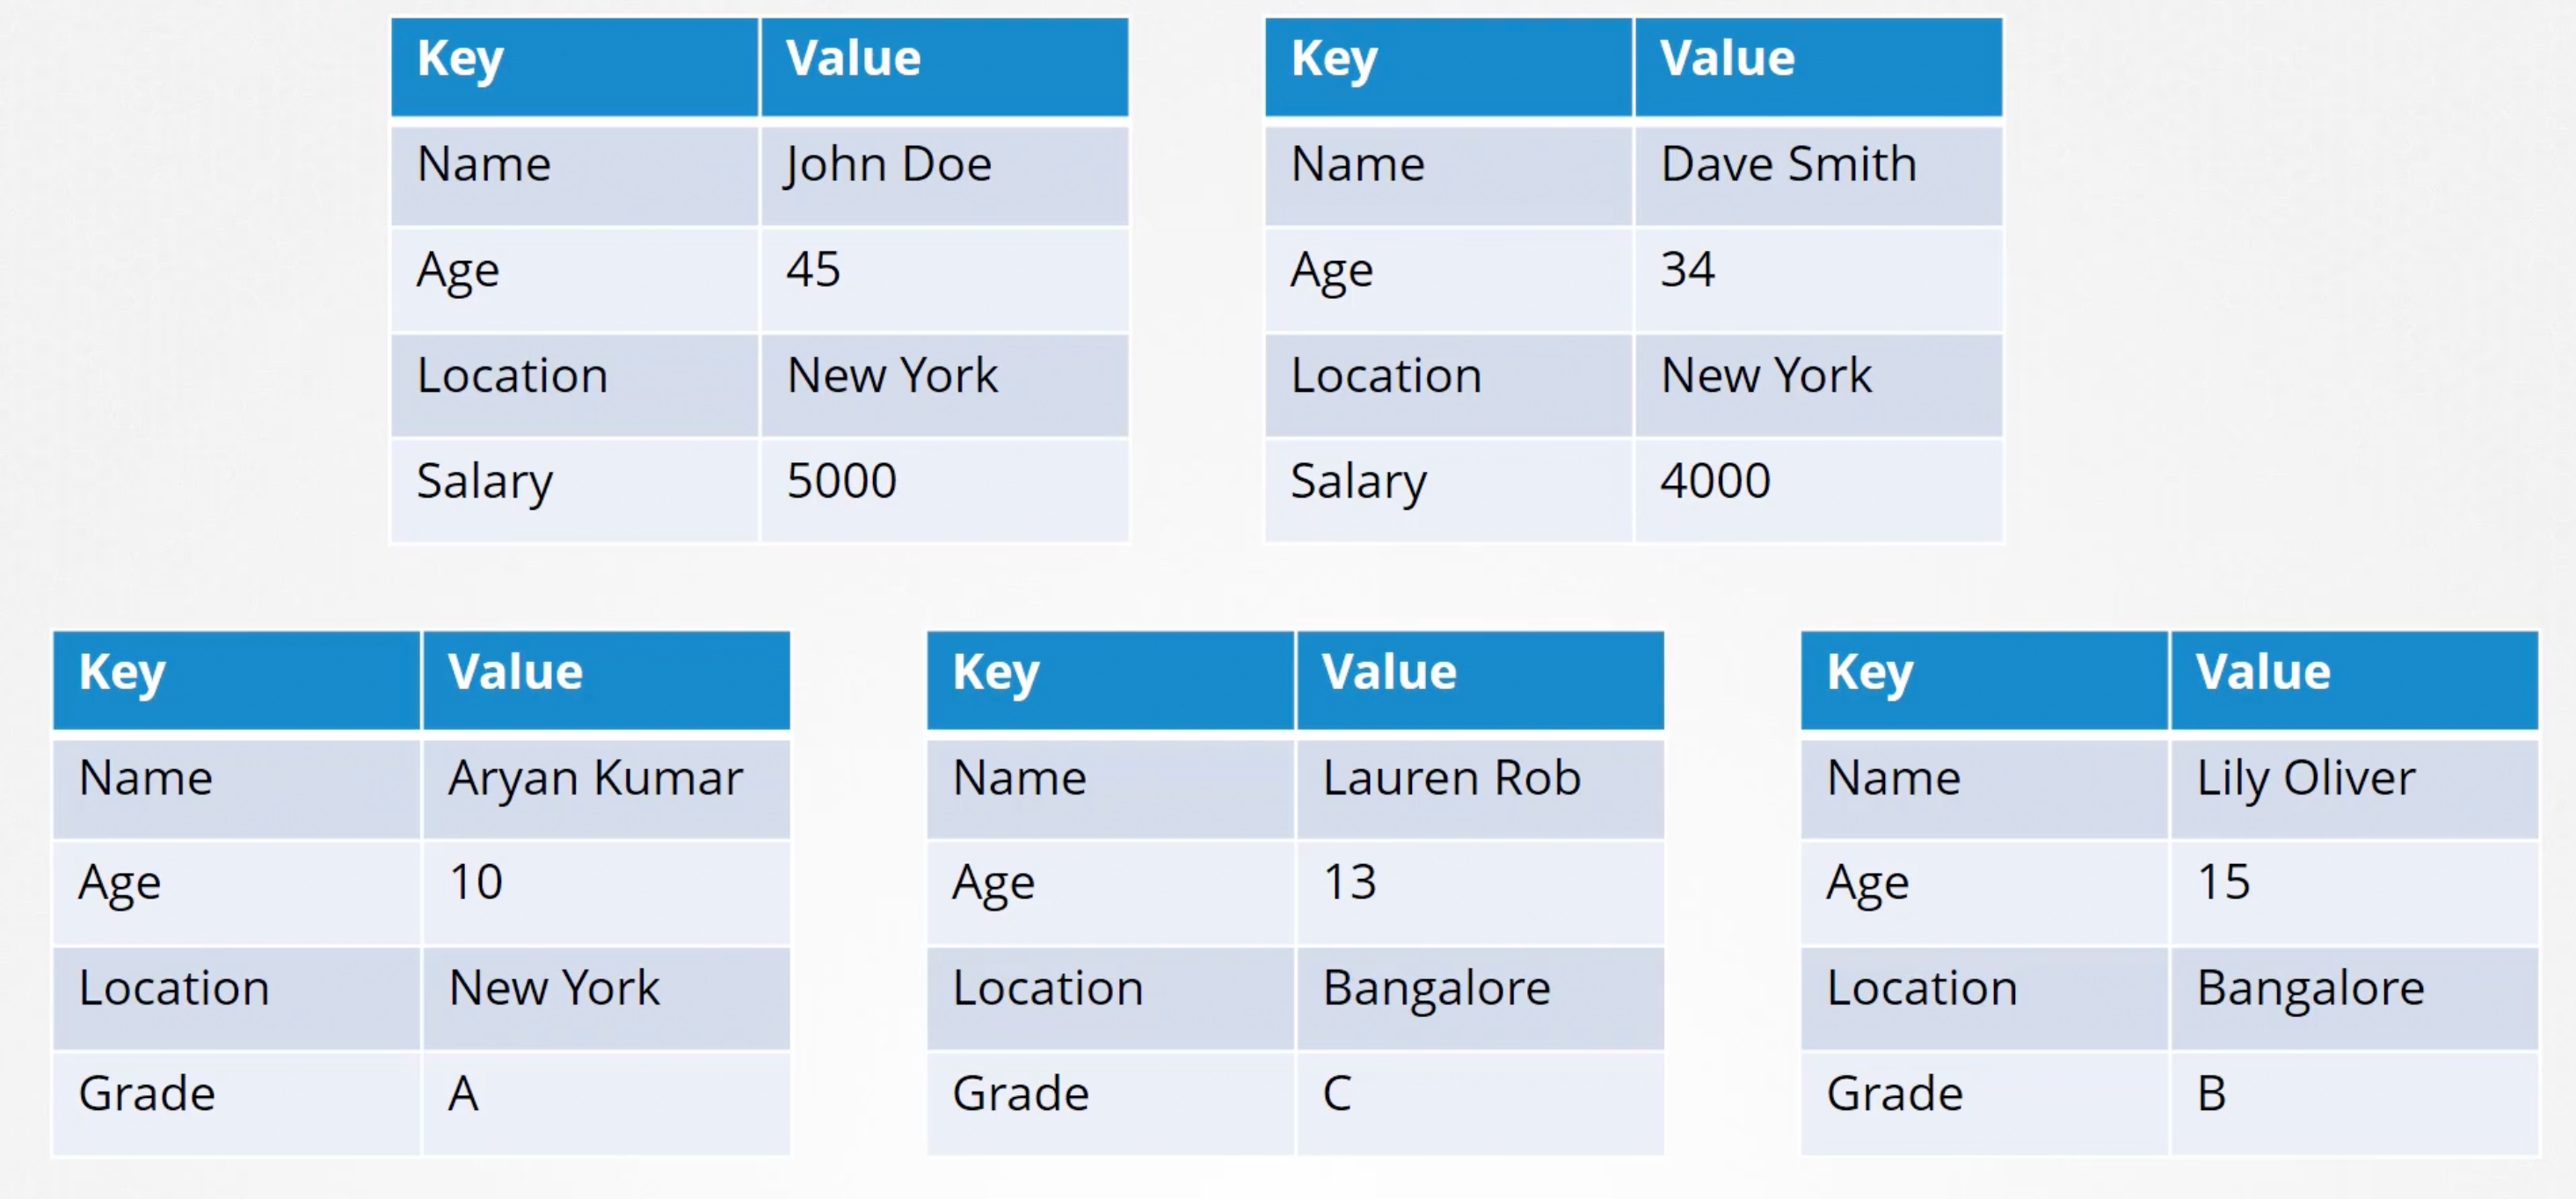 Key Value
Name John Doe
Age 45
Location New York
Salary 5000
Key Value
Name Dave Smith
Age 34
Location New York
Salary 4000
Key Value
Name Aryan Kumar
Age 10
Location New York
Grade A
Key Value
Name Lauren Rob
Age 13
Location Bangalore
Grade C
Key Value
Name Lily Oliver
Age 15
Location Bangalore
Grade B